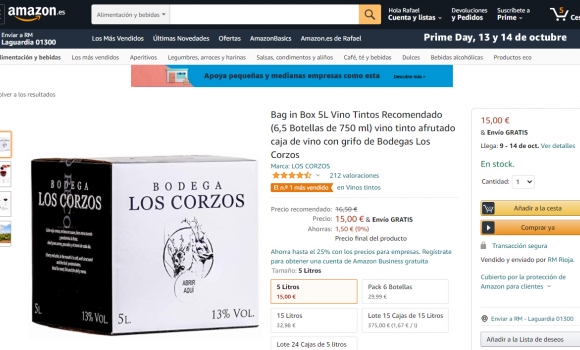 amazon.es
Alimentación y bebidas
Hola Rafael
Cuenta y listas
Devoluciones
y Pedidos
Suscríbete a
Prime
5
Ces
Enviar a RM
Laguardia 01300
Los Más Vendidos
Últimas Novedades
Ofertas
AmazonBasics
Amazon.es de Rafael
Prime Day, 13 y 14 de octubre
limentación y bebidas
Los más vendidos
Aperitivos
Legumbres, arroces y harinas
Salsas, condimentos y aliños
Café, té y bebidas
Dulces
Bebidas alcohólicas
Productos eco
Apoya pequeñas y medianas empresas como esta
Descubre más ›
olver a los resultados
Bag in Box 5L Vino Tintos Recomendado
(6,5 Botellas de 750 ml) vino tinto afrutado
caja de vino con grifo de Bodegas Los
Corzos
Marca: LOS CORZOS
212 valoraciones
El n.º 1 más vendido
en Vinos tintos
Precio recomendado: 16,50 €
Precio: 15,00 € & Envío GRATIS
Ahorras: 1,50 € (9%)
Precio final del producto
Ahorra hasta el 25% con los precios para empresas. Regístrate
para obtener una cuenta de Amazon Business gratuita
Tamaño: 5 Litros
5 Litros
15,00 €
Pack 6 Botellas
29,99 €
15 Litros
32,98 €
Lote 15 Cajas de 15 Litros
375,00 € (1,67 € / l)
Lote 24 Cajas de 5 litros
15,00 €
& Envío GRATIS
Llega: 9 - 14 oct. Ver detalles
En stock.
Cantidad: 1
Añadir a la cesta
Comprar ya
Transacción segura
Vendido y enviado por RM Rioja.
Cubierto por la protección de
Amazon para clientes
Enviar a RM - Laguardia 01300
Añadir a la Lista de deseos
BODEGA
LOS CORZOS
5L.
13% VOL.
BODEGA
LOS CORZOS
ABRIR
AQUÍ
5L.
13% VOL.